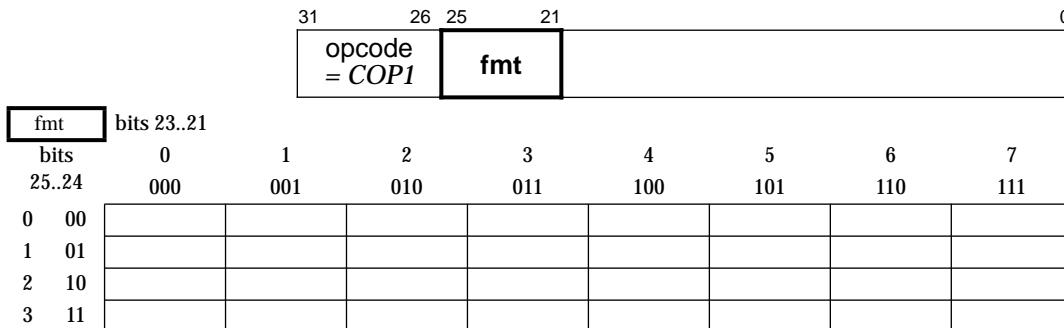 31 26 25 21 0
opcode
= COP1
fmt
fmt bits 23..21
bits 0 1 2 3 4 5 6 7
25..24 000 001 010 011 100 101 110 111
0 00
1 01
2 10
3 11